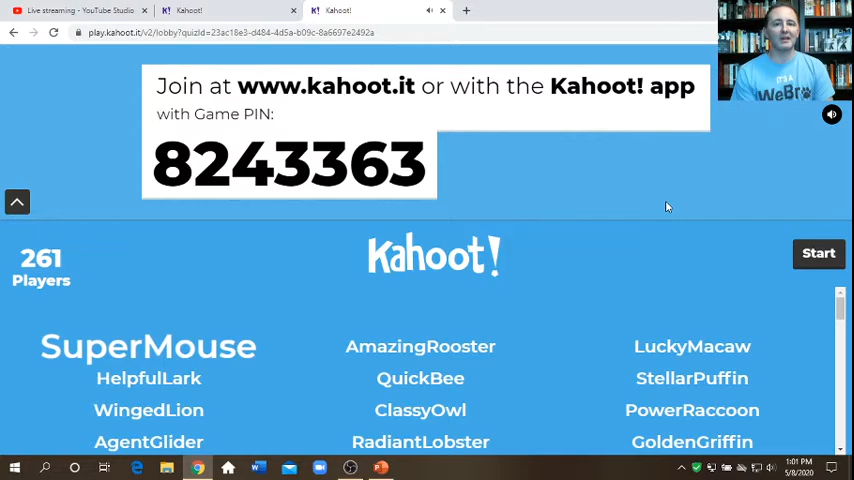 Live streaming - YouTube Studio
Kahoot!
Kahoot!
play.kahoot.it/v2/lobby?quizId=23ac18e3-d484-4d5a-b09c-8a6697e2492a
IT'S A
WeBro
Join at www.kahoot.it or with the Kahoot! app
with Game PIN:
8243363
261
Players
Kahoot!
Start
SuperMouse
AmazingRooster
LuckyMacaw
HelpfulLark
QuickBee
StellarPuffin
WingedLion
ClassyOwl
PowerRaccoon
AgentGlider
RadiantLobster
GoldenGriffin
1:01 PM
5/8/2020